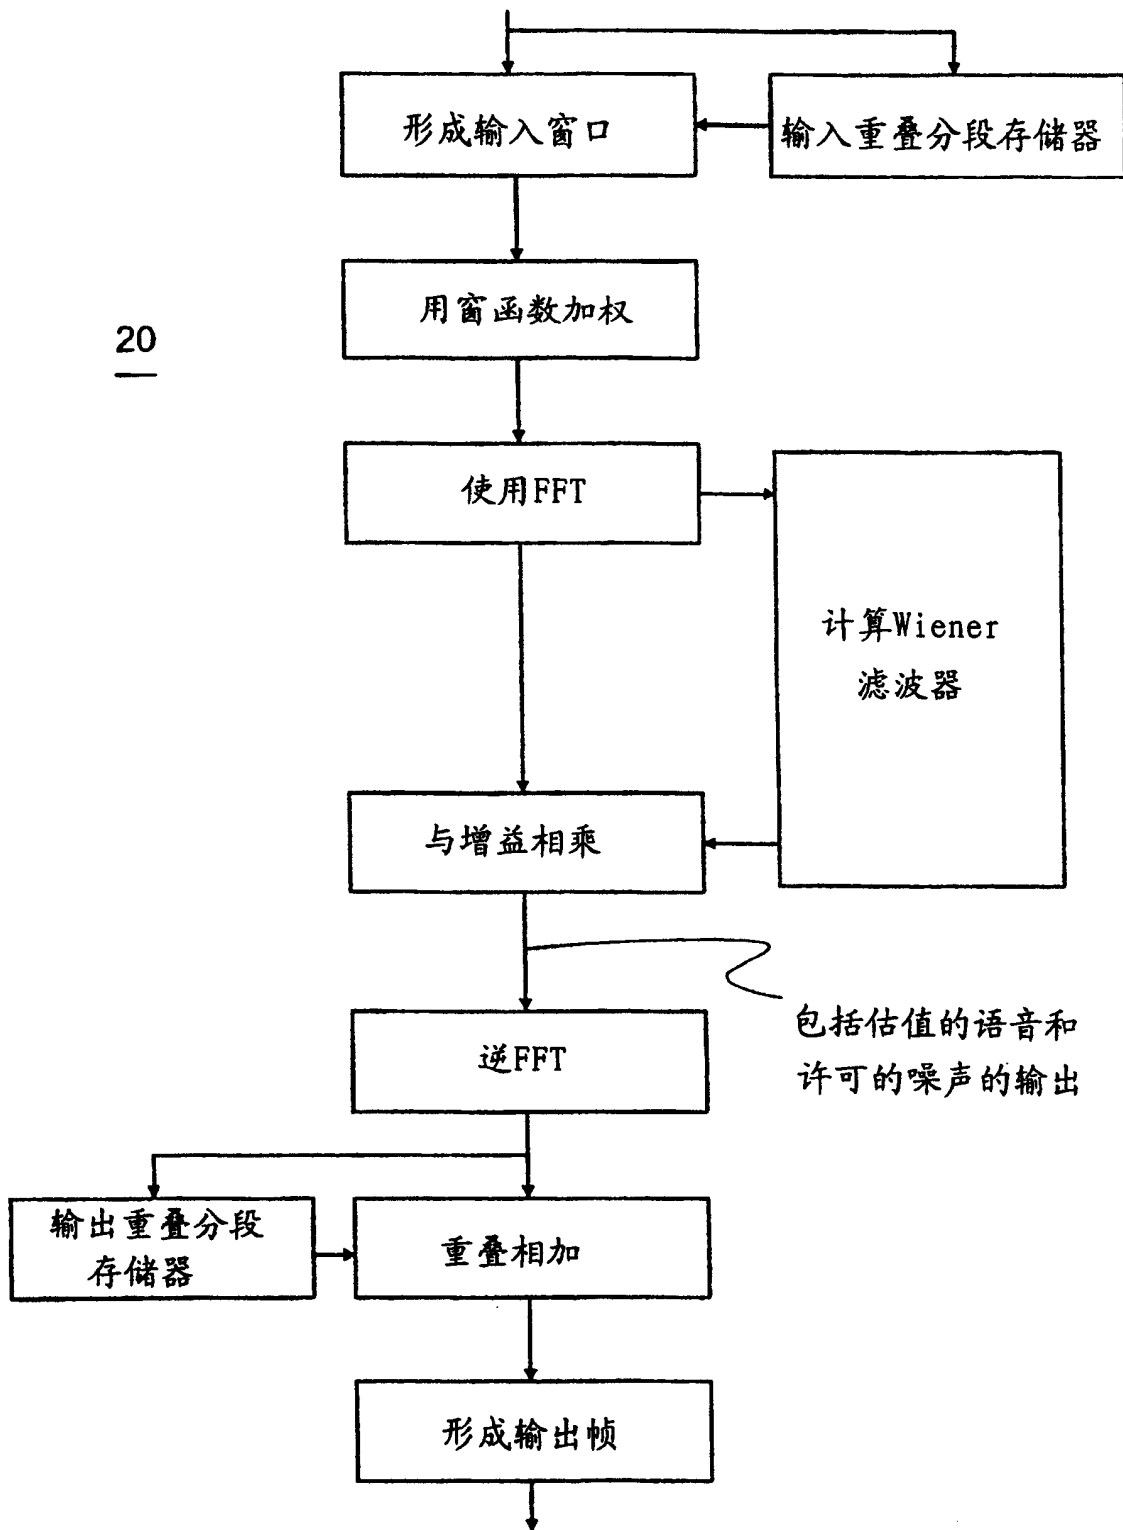 形成输入窗口
输入重叠分段存储器
用窗函数加权
20
使用FFT
计算Wiener
滤波器
与增益相乘
包括估值的语音和
许可的噪声的输出
逆FFT
输出重叠分段
存储器
重叠相加
形成输出帧